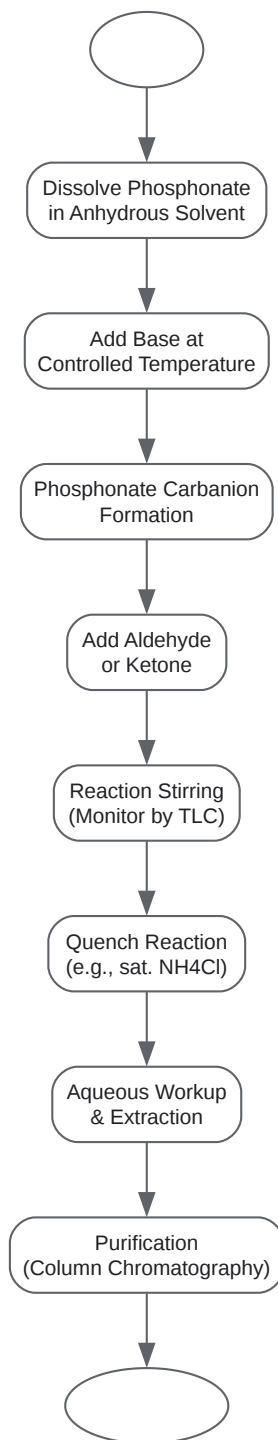 Dissolve Phosphonate
in Anhydrous Solvent
Add Base at
Controlled Temperature
Phosphonate Carbanion
Formation
Add Aldehyde
or Ketone
Reaction Stirring
(Monitor by TLC)
Quench Reaction
(e.g., sat. NH4Cl)
Aqueous Workup
& Extraction
Purification
(Column Chromatography)